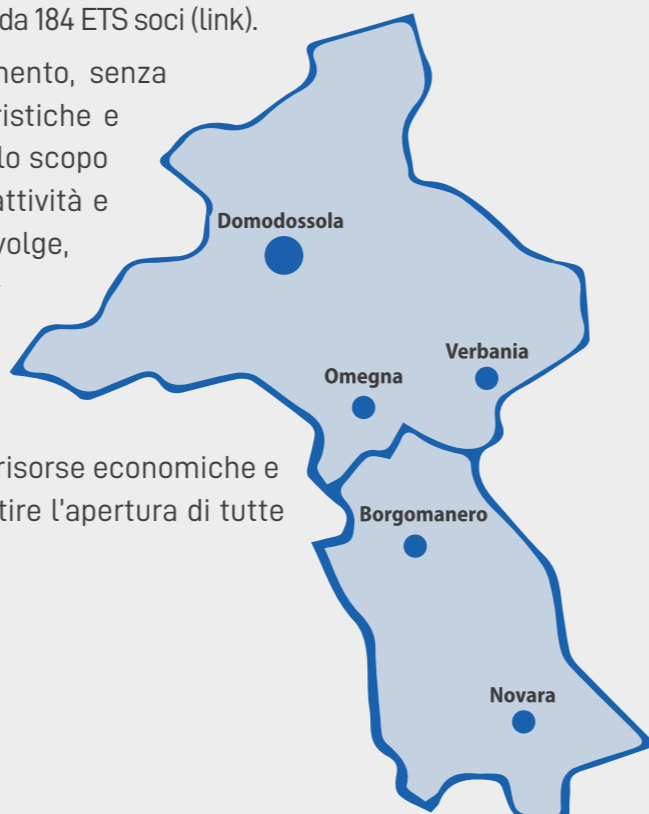 da 184 ETS soci (link).
mento, senza
ristiche e
lo scopo
attività e
volge,
Domodossola
Verbania
Omegna
risorse economiche e
tire l'apertura di tutte
Borgomanero
Novara